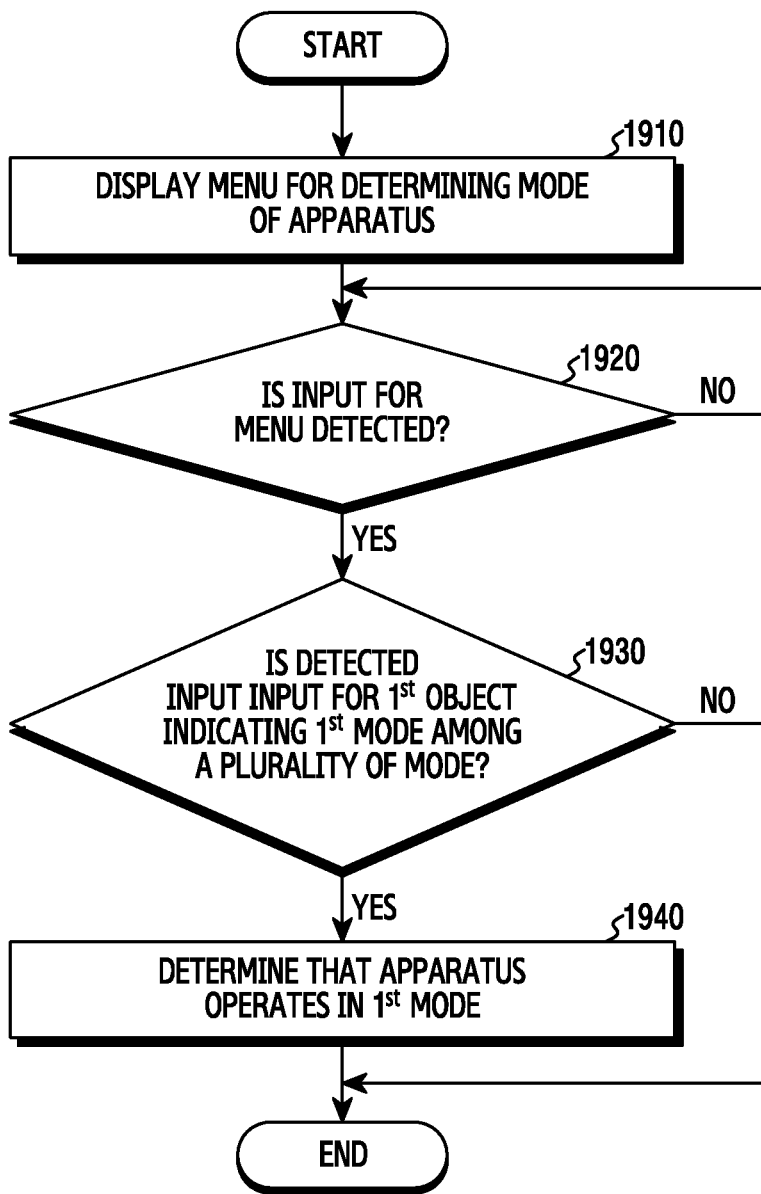 START
1910
DISPLAY MENU FOR DETERMINING MODE
OF APPARATUS
1920
IS INPUT FOR
MENU DETECTED?
NO
YES
1930
IS DETECTED
INPUT INPUT FOR 1st OBJECT
INDICATING 1st MODE AMONG
A PLURALITY OF MODE?
NO
YES
1940
DETERMINE THAT APPARATUS
OPERATES IN 1st MODE
END